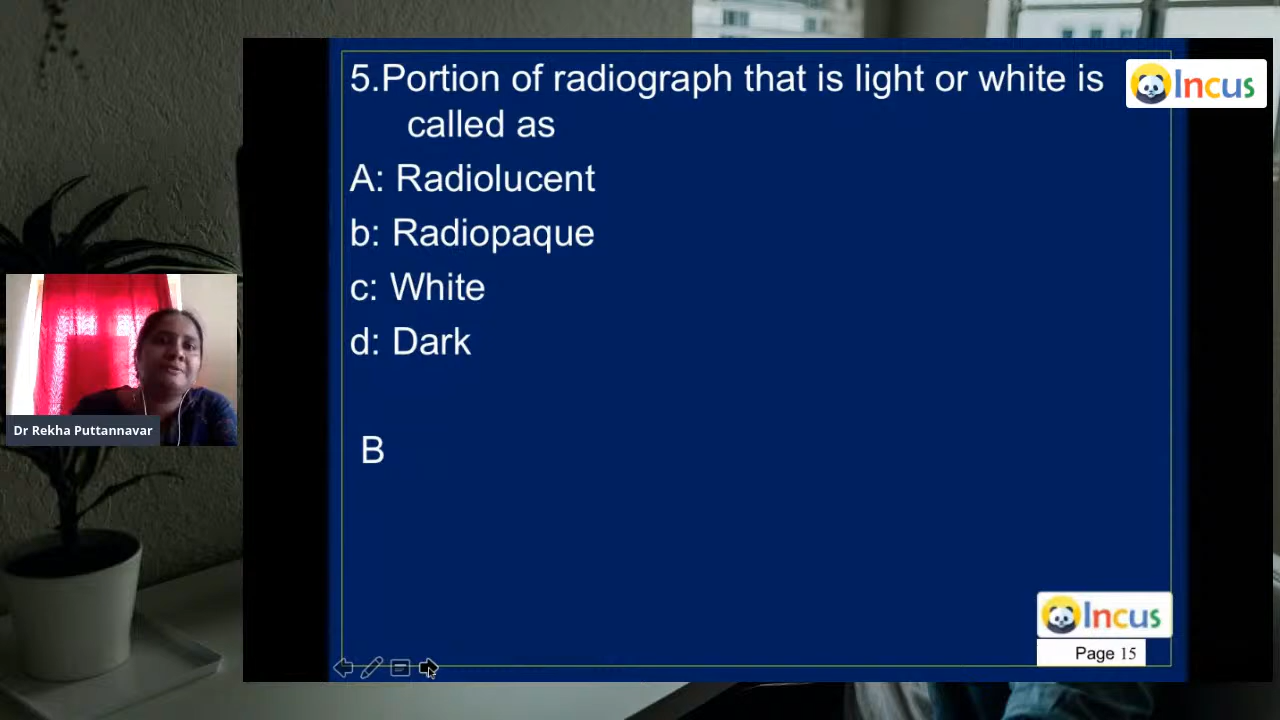 5.Portion of radiograph that is light or white is
called as
A: Radiolucent
b: Radiopaque
c: White
d: Dark
B
Incus
Dr Rekha Puttannavar
Incus
Page 15